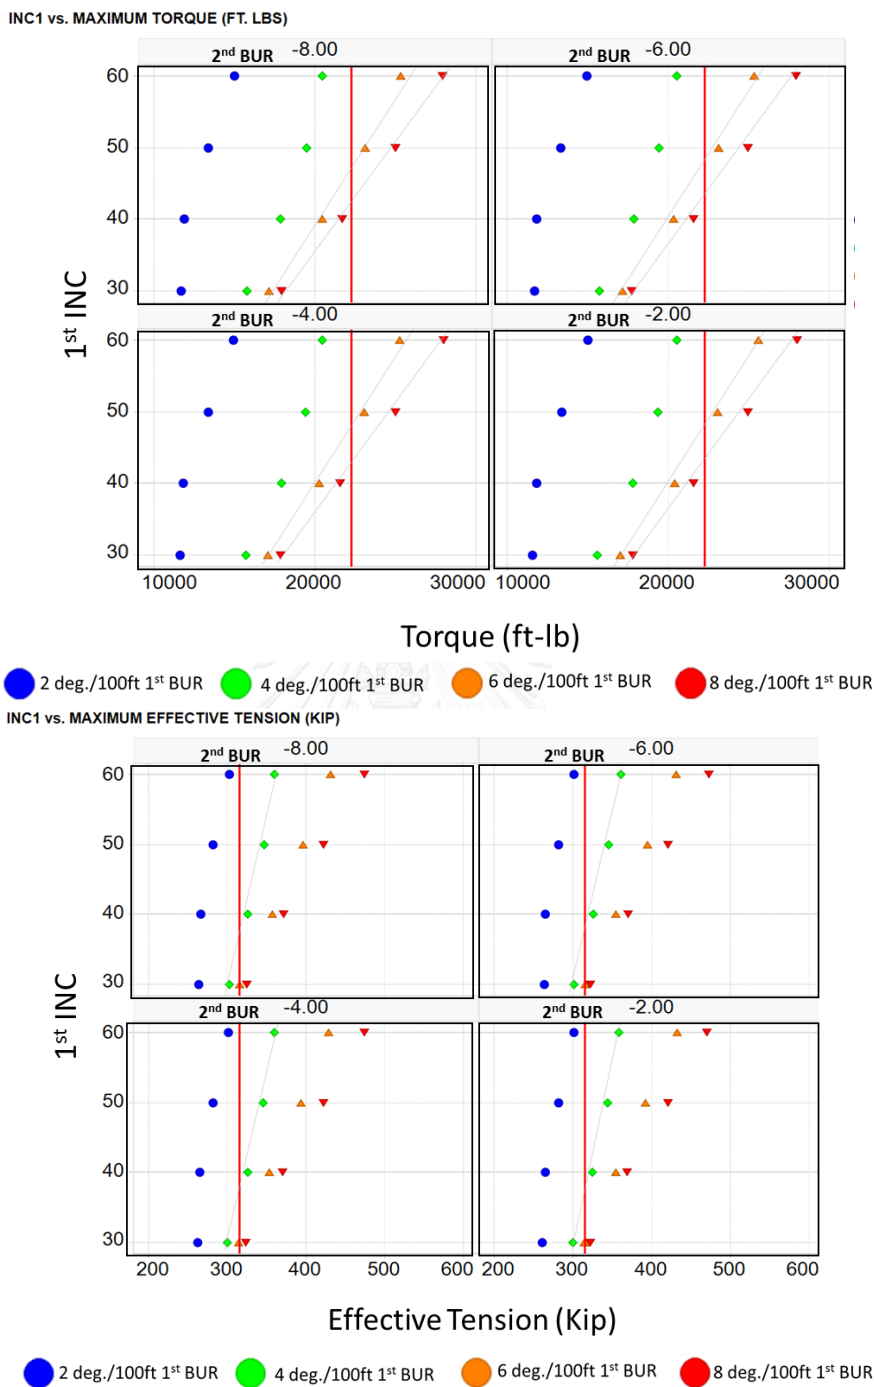 INC1 vs. MAXIMUM TORQUE (FT. LBS)
2nd BUR -8.00 2nd BUR -6.00
60
50
40
30
2nd BUR -4.00 2nd BUR -2.00
60
50
40
30
1st INC
10000 20000 30000 10000 20000 30000
Torque (ft-lb)
2 deg./100ft 1st BUR 4 deg./100ft 1st BUR 6 deg./100ft 1st BUR 8 deg./100ft 1st BUR
INC1 vs. MAXIMUM EFFECTIVE TENSION (KIP)
2nd BUR -8.00 2nd BUR -6.00
60
50
40
30
2nd BUR -4.00 2nd BUR -2.00
60
50
40
30
1st INC
200 300 400 500 600 200 300 400 500 600
Effective Tension (Kip)
2 deg./100ft 1st BUR 4 deg./100ft 1st BUR 6 deg./100ft 1st BUR 8 deg./100ft 1st BUR